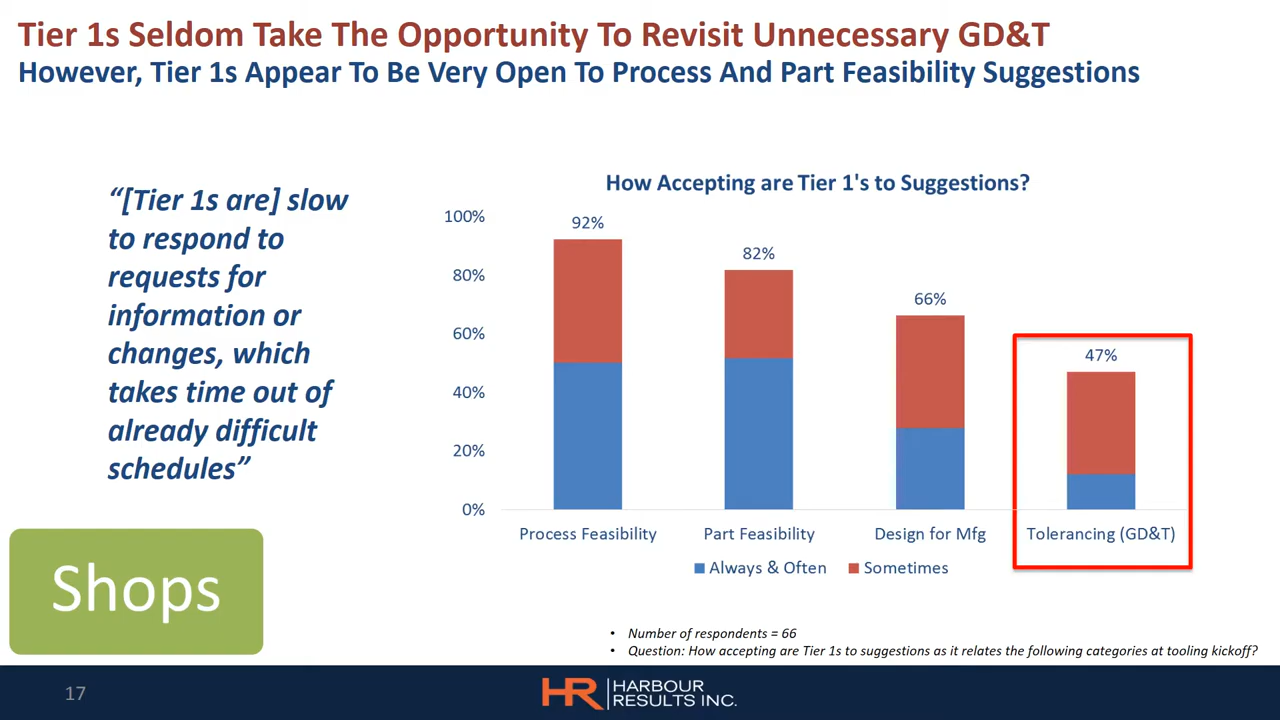 Tier 1s Seldom Take The Opportunity To Revisit Unnecessary GD&T
However, Tier 1s Appear To Be Very Open To Process And Part Feasibility Suggestions
“[Tier 1s are] slow
to respond to
requests for
information or
changes, which
takes time out of
already difficult
schedules”
Shops
How Accepting are Tier 1's to Suggestions?
100%
80%
60%
40%
20%
0%
92%
82%
66%
47%
Process Feasibility
Part Feasibility
Design for Mfg
Tolerancing (GD&T)
Always & Often
Sometimes
• Number of respondents = 66
• Question: How accepting are Tier 1s to suggestions as it relates the following categories at tooling kickoff?
17
HR
HARBOUR
RESULTS INC.